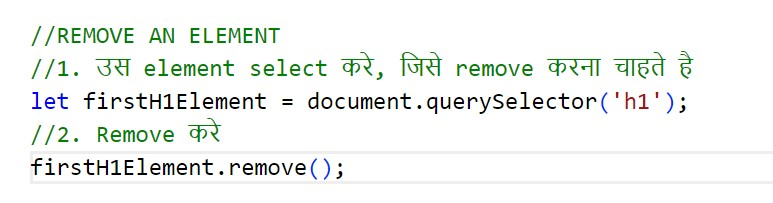 //REMOVE AN ELEMENT
//1. उस element select करे, जिसे remove करना चाहते है
let firstH1Element = document.querySelector('h1');
//2. Remove करे
firstH1Element.remove();